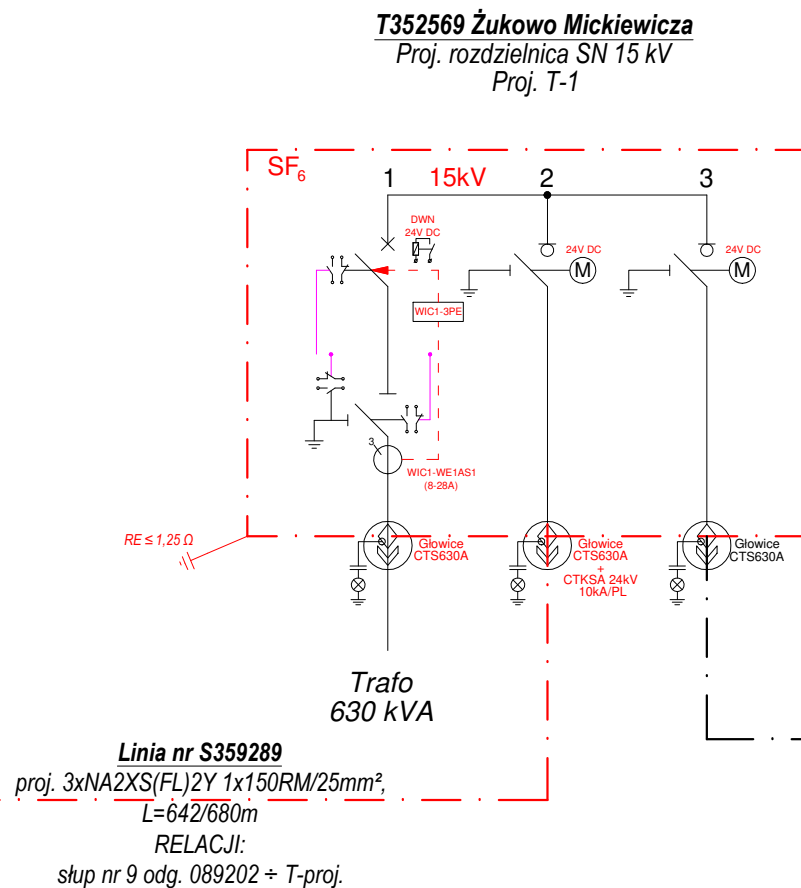 T352569 Żukowo Mickiewicza
Proj. rozdzielnica SN 15 kV
Proj. T-1
SF6
1 15kV 2 3
DWN
24V DC
24V DC
M
24V DC
M
WIC1-3PE
3
WIC1-WE1AS1
(8-28A)
RE ≤ 1,25 Ω
Głowice
CTS630A
Głowice
CTS630A
+
CTKSA 24kV
10kA/PL
Głowice
CTS630A
Trafo
630 kVA
Linia nr S359289
proj. 3xNA2XS(FL)2Y 1x150RM/25mm²,
L=642/680m
RELACJI:
słup nr 9 odg. 089202 ÷ T-proj.